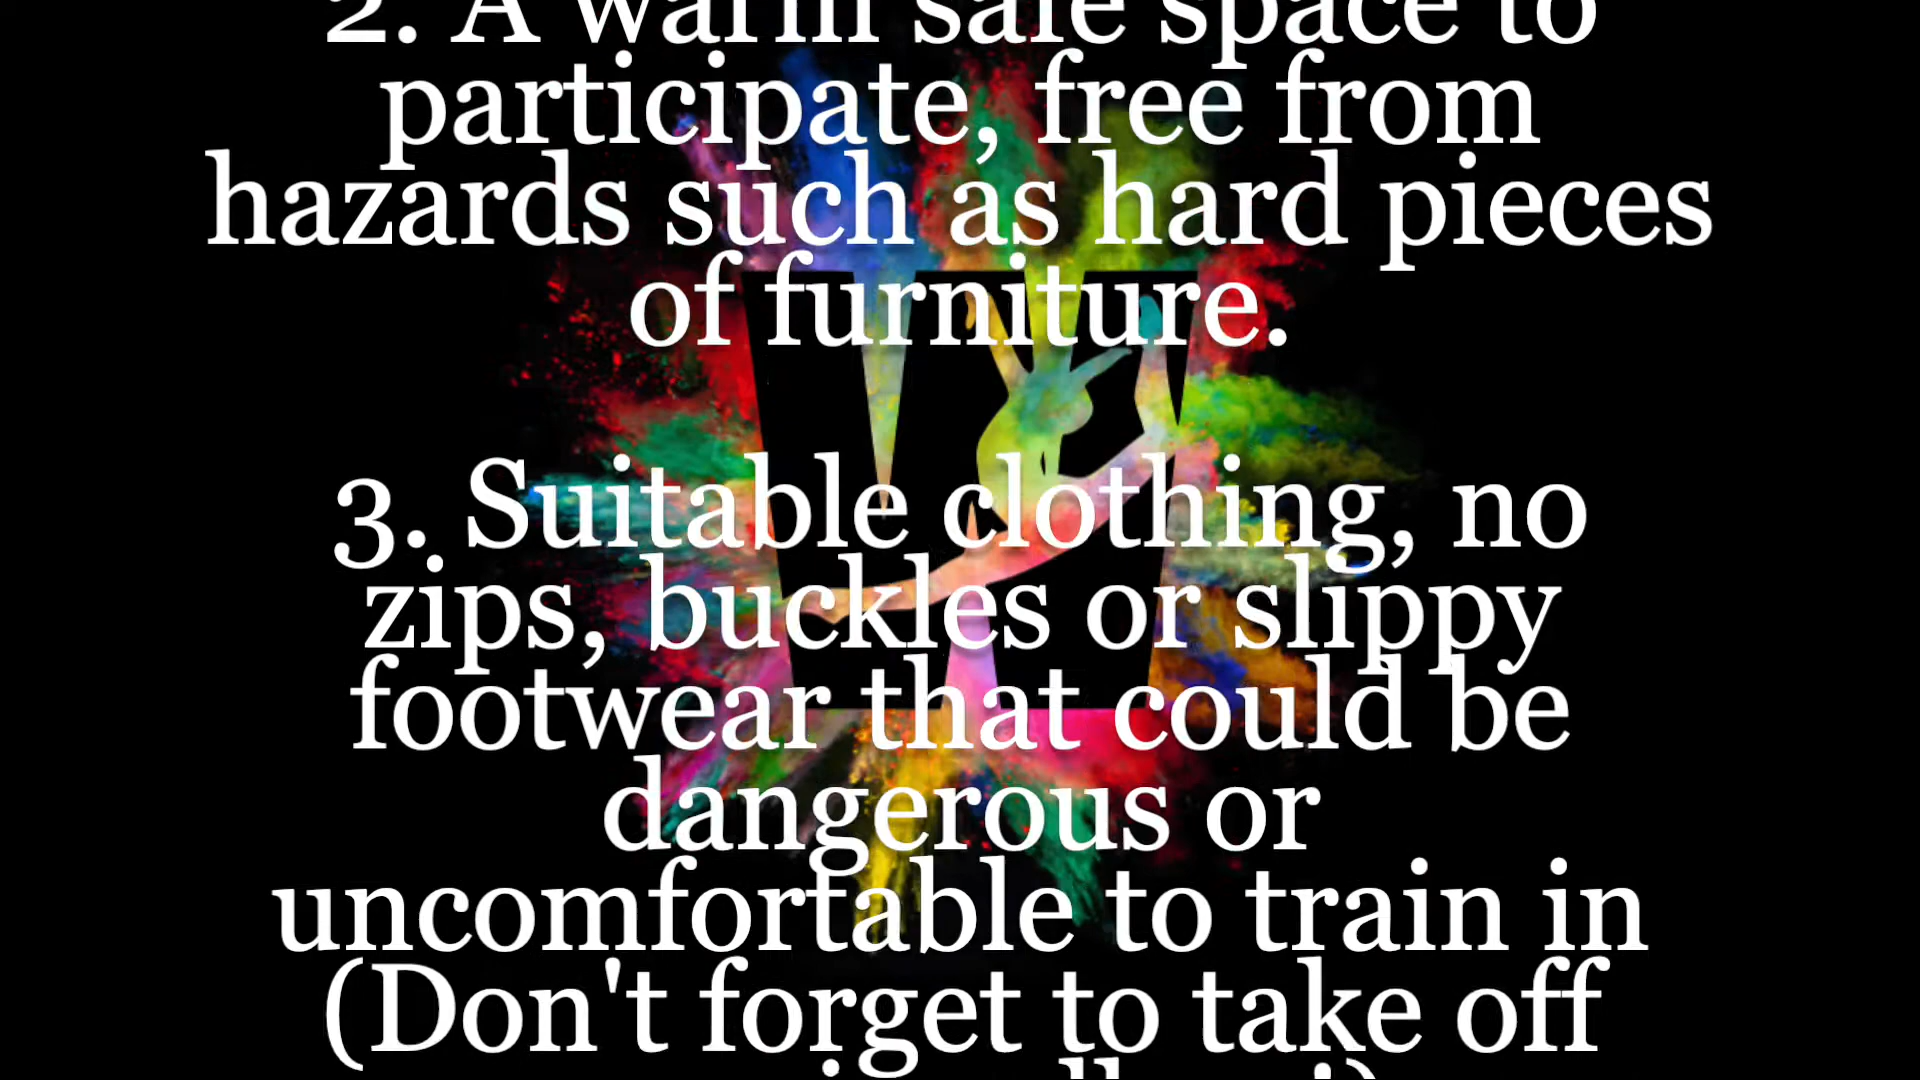 2. A warm safe space to
participate, free from
hazards such as hard pieces
of furniture.
3. Suitable clothing, no
zips, buckles or slippy
footwear that could be
dangerous or
uncomfortable to train in
(Don't forget to take off